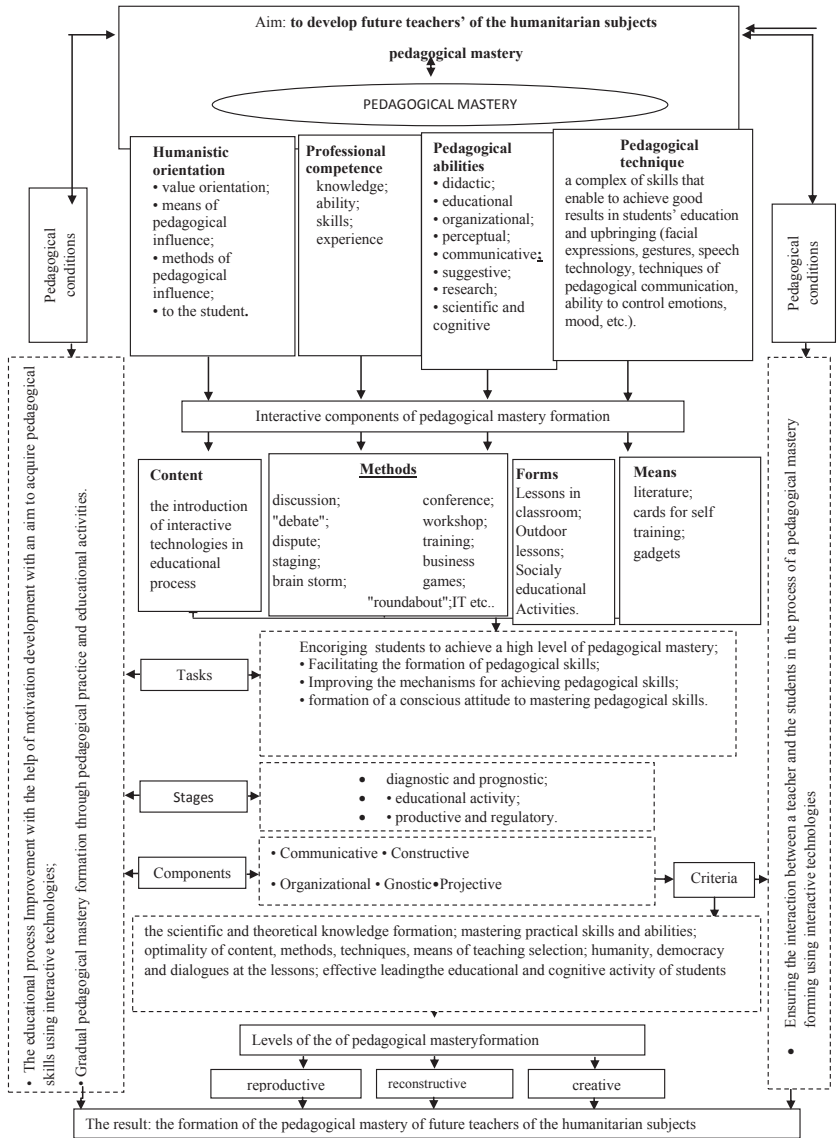 Aim: to develop future teachers' of the humanitarian subjects
pedagogical mastery
PEDAGOGICAL MASTERY
Humanistic
orientation
• value orientation;
• means of
pedagogical
influence;
• methods of
pedagogical
influence;
• to the student.
Professional
competence
knowledge;
ability;
skills;
experience
Pedagogical
abilities
• didactic;
• educational
• organizational;
• perceptual;
• communicative;
• suggestive;
• research;
• scientific and
cognitive
Pedagogical
technique
a complex of skills that
enable to achieve good
results in students' education
and upbringing (facial
expressions, gestures, speech
technology, techniques of
pedagogical communication,
ability to control emotions,
mood, etc.).
Pedagogical
conditions
Pedagogical
conditions
Interactive components of pedagogical mastery formation
Content
the introduction
of interactive
technologies in
educational
process
Methods
discussion;
"debate";
dispute;
staging;
brain storm;
conference;
workshop;
training;
business
games;
"roundabout";IT etc..
Forms
Lessons in
classroom;
Outdoor
lessons;
Socialy
educational
Activities.
Means
literature;
cards for self
training;
gadgets
• The educational process Improvement with the help of motivation development with an aim to acquire pedagogical
skills using interactive technologies;
• Gradual pedagogical mastery formation through pedagogical practice and educational activities.
Tasks
Encoriging students to achieve a high level of pedagogical mastery;
• Facilitating the formation of pedagogical skills;
• Improving the mechanisms for achieving pedagogical skills;
• formation of a conscious attitude to mastering pedagogical skills.
Stages
● diagnostic and prognostic;
● • educational activity;
● • productive and regulatory.
Components
• Communicative • Constructive
• Organizational • Gnostic●Projective
Criteria
● Ensuring the interaction between a teacher and the students in the process of a pedagogical mastery
forming using interactive technologies
the scientific and theoretical knowledge formation; mastering practical skills and abilities;
optimality of content, methods, techniques, means of teaching selection; humanity, democracy
and dialogues at the lessons; effective leadingthe educational and cognitive activity of students
Levels of the of pedagogical masteryformation
reproductive
reconstructive
creative
The result: the formation of the pedagogical mastery of future teachers of the humanitarian subjects